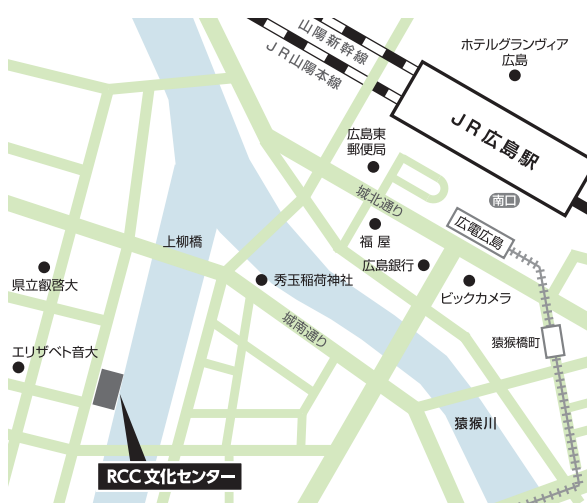 山陽新幹線
JR山陽本線
ホテルグランヴィア
広島
JR広島駅
広島東
郵便局
城北通り
南口
広電広島
福屋
上柳橋
広島銀行
県立叡啓大
秀玉稲荷神社
ビックカメラ
城南通り
猿猴橋町
エリザベト音大
猿猴川
RCC文化センター